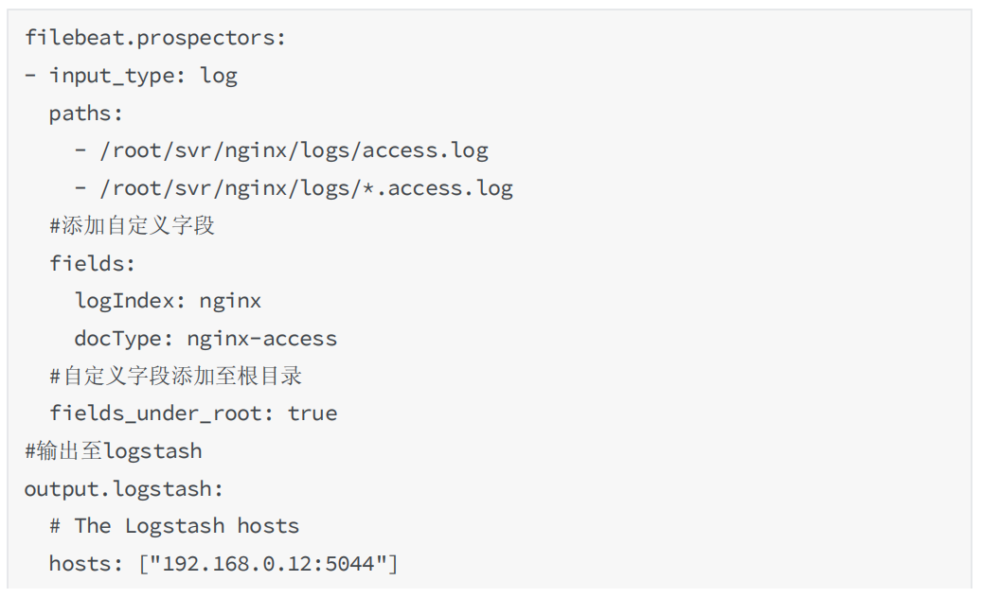 filebeat.prospectors:
- input_type: log
  paths:
    - /root/svr/nginx/logs/access.log
    - /root/svr/nginx/logs/*.access.log
  #添加自定义字段
  fields:
    logIndex: nginx
    docType: nginx-access
  #自定义字段添加至根目录
  fields_under_root: true
#输出至logstash
output.logstash:
  # The Logstash hosts
  hosts: ["192.168.0.12:5044"]